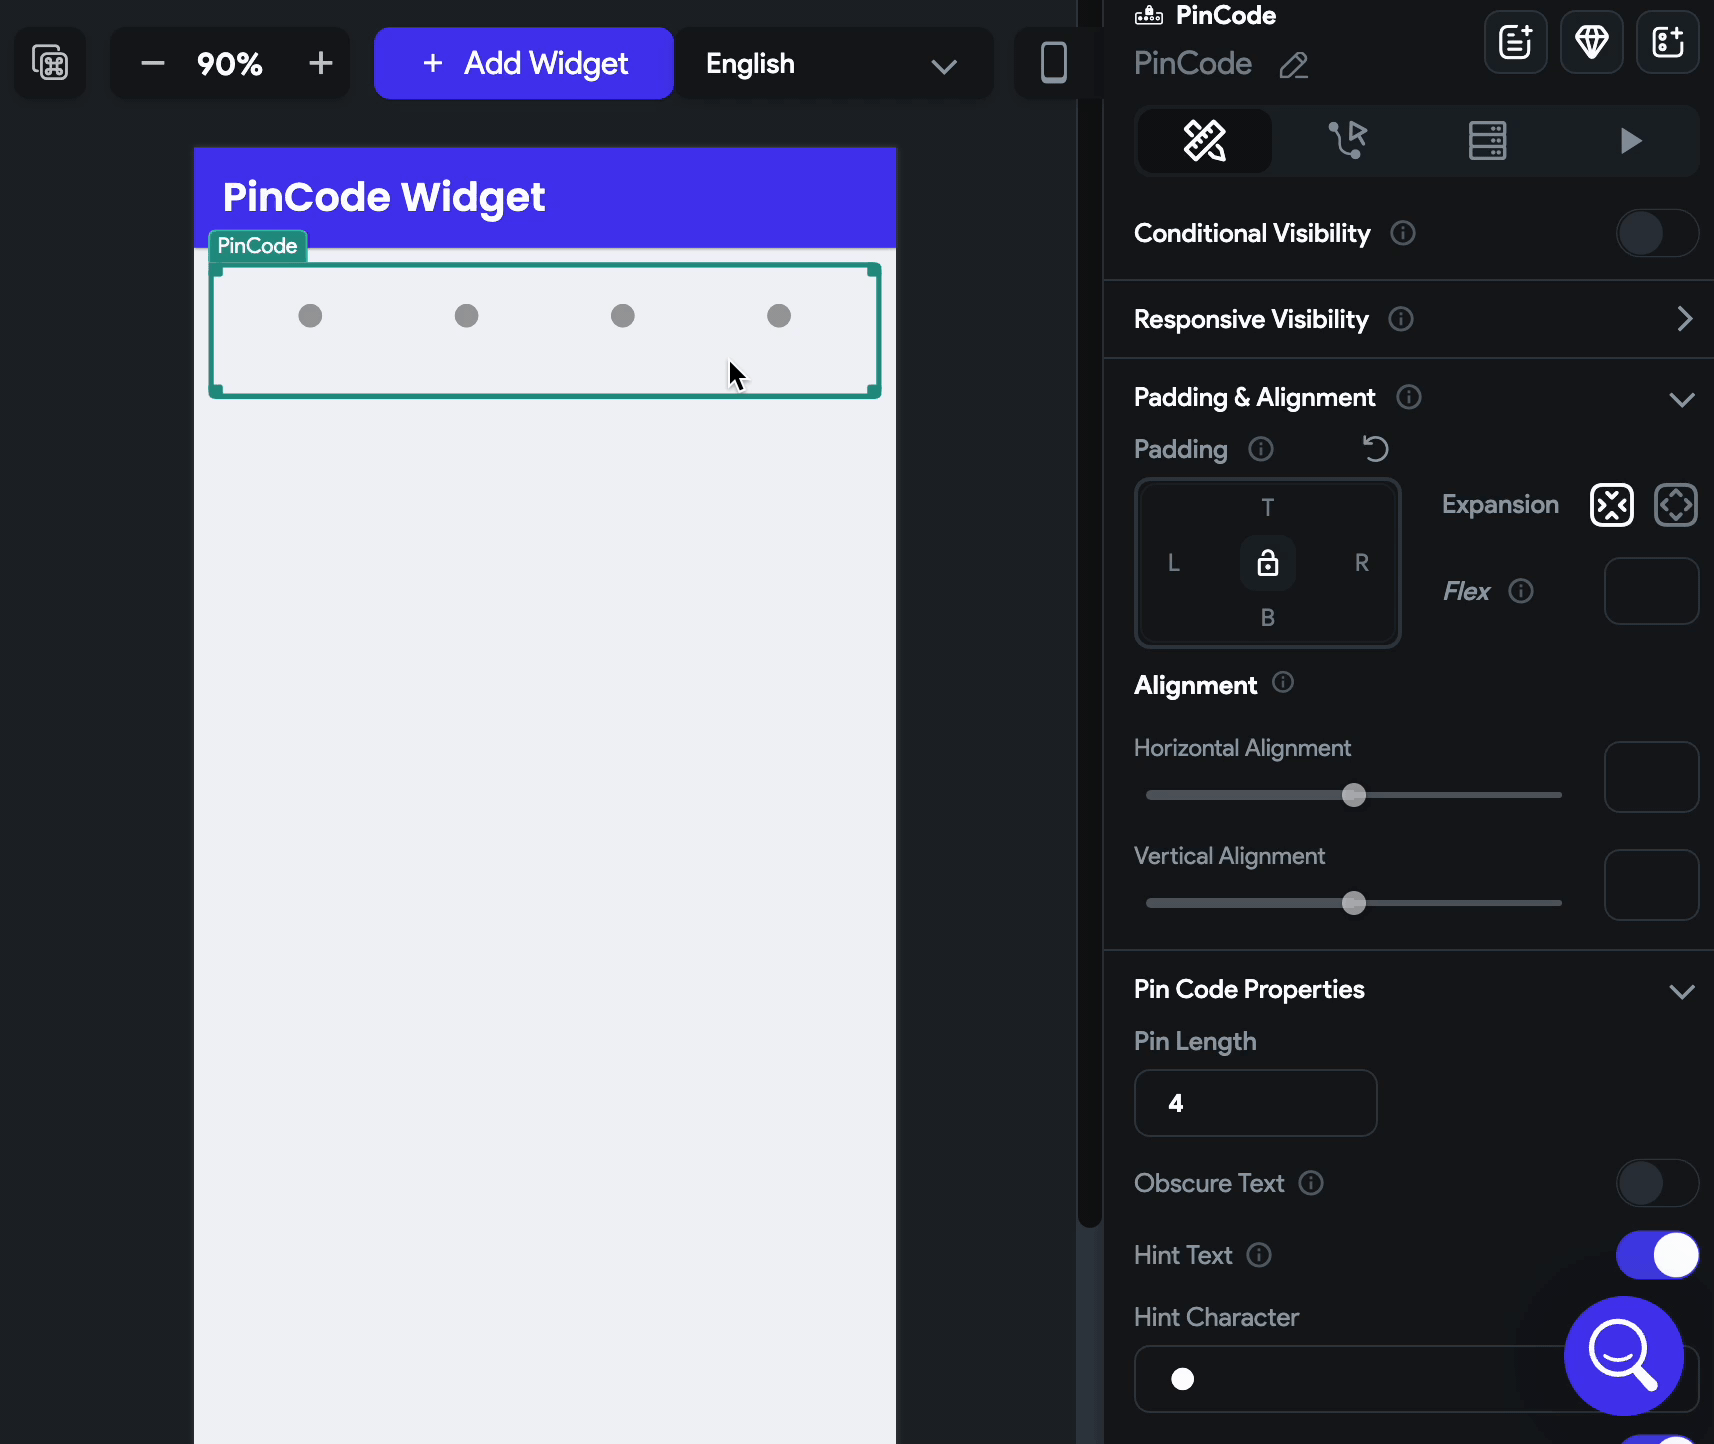 90%
+ Add Widget
English
PinCode
PinCode
PinCode Widget
PinCode
Conditional Visibility
Responsive Visibility
Padding & Alignment
Padding
T
L
R
B
Expansion
Flex
Alignment
Horizontal Alignment
Vertical Alignment
Pin Code Properties
Pin Length
4
Obscure Text
Hint Text
Hint Character
●